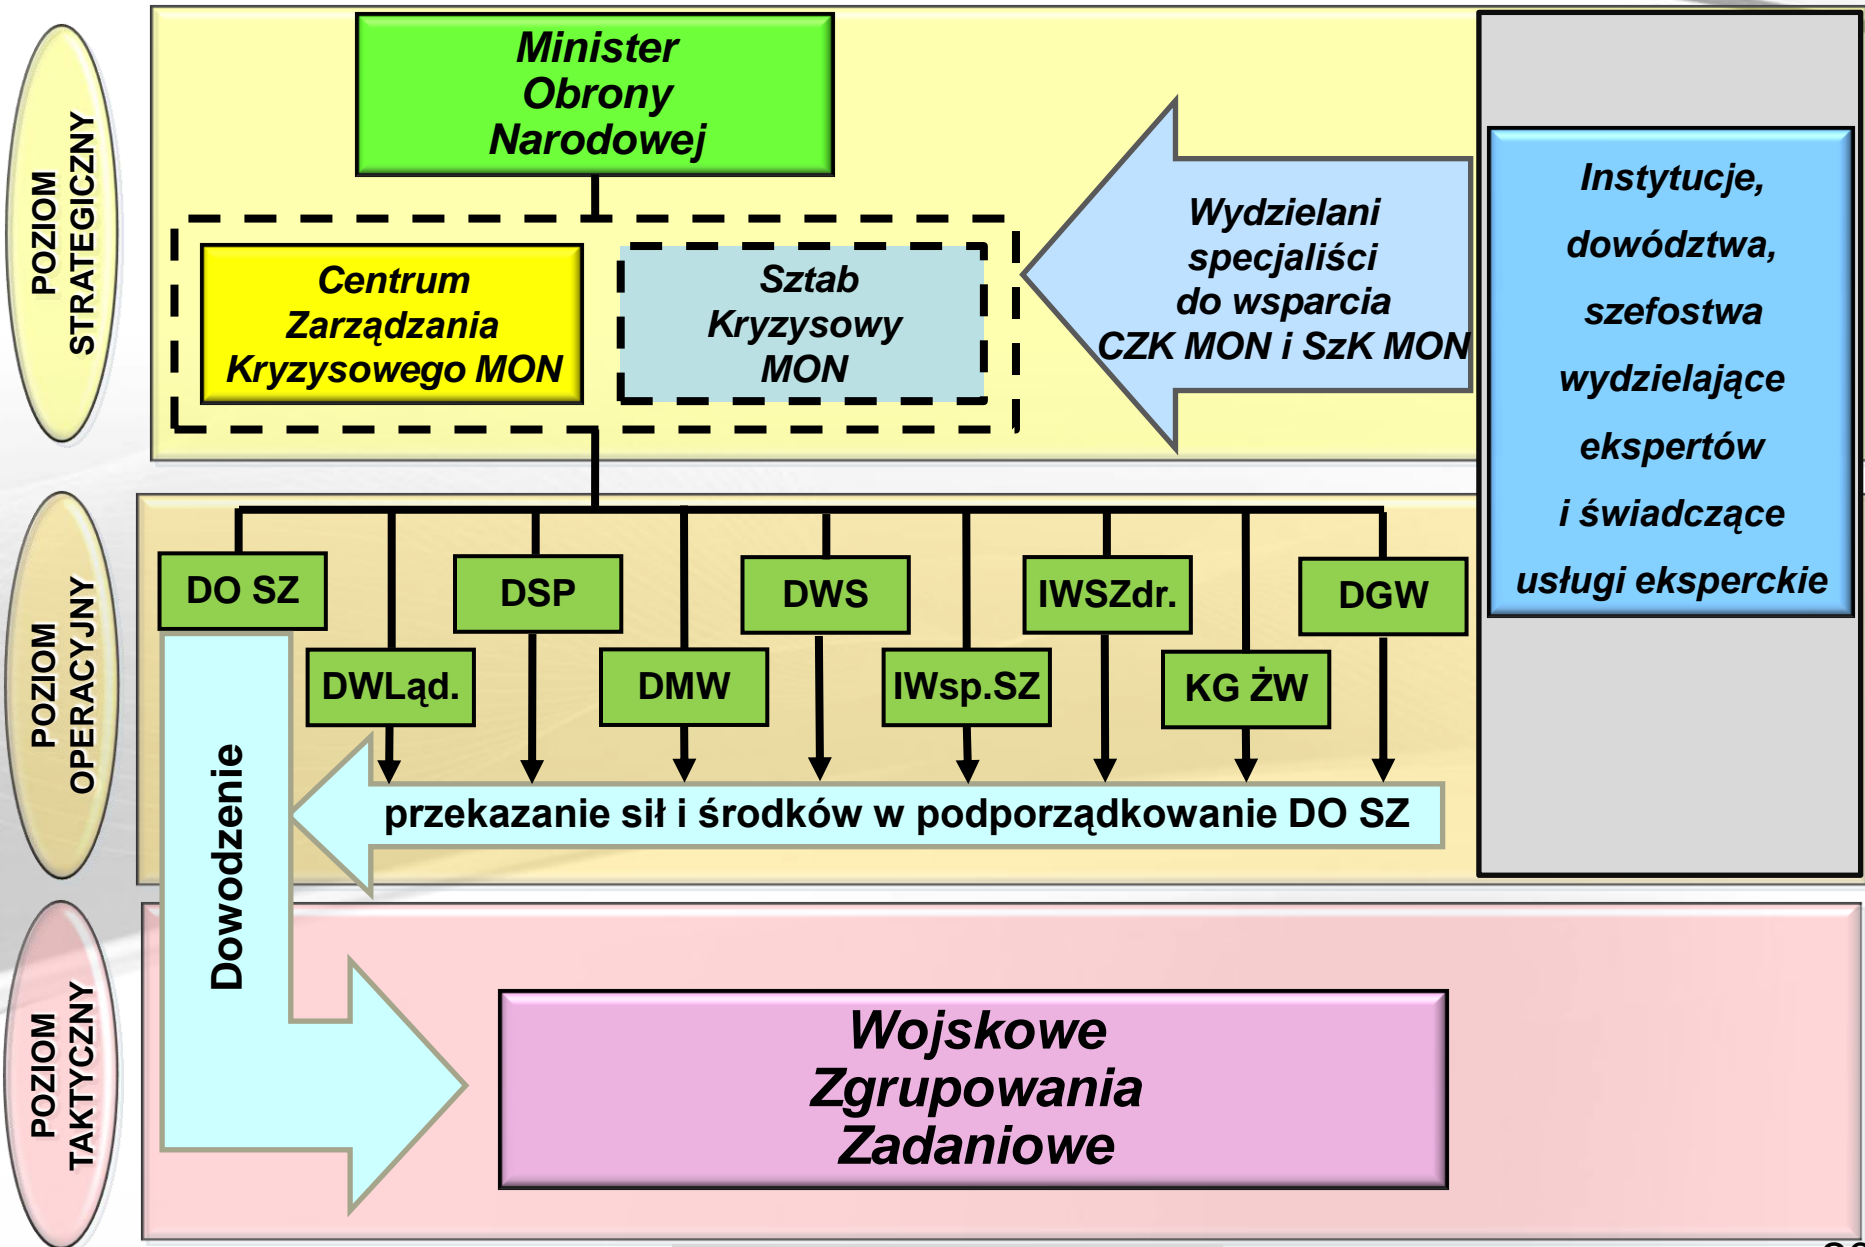 POZIOM
STRATEGICZNY
Minister
Obrony
Narodowej
Centrum
Zarządzania
Kryzysowego MON
Sztab
Kryzysowy
MON
Wydzielani
specjaliści
do wsparcia
CZK MON i SzK MON
Instytucje,
dowództwa,
szefostwa
wydzielające
ekspertów
i świadczące
usługi eksperckie
POZIOM
OPERACYJNY
DO SZ
DSP
DWS
IWSZdr.
DGW
DWLąd.
DMW
IWsp.SZ
KG ŻW
przekazanie sił i środków w podporządkowanie DO SZ
Dowodzenie
POZIOM
TAKTYCZNY
Wojskowe
Zgrupowania
Zadaniowe